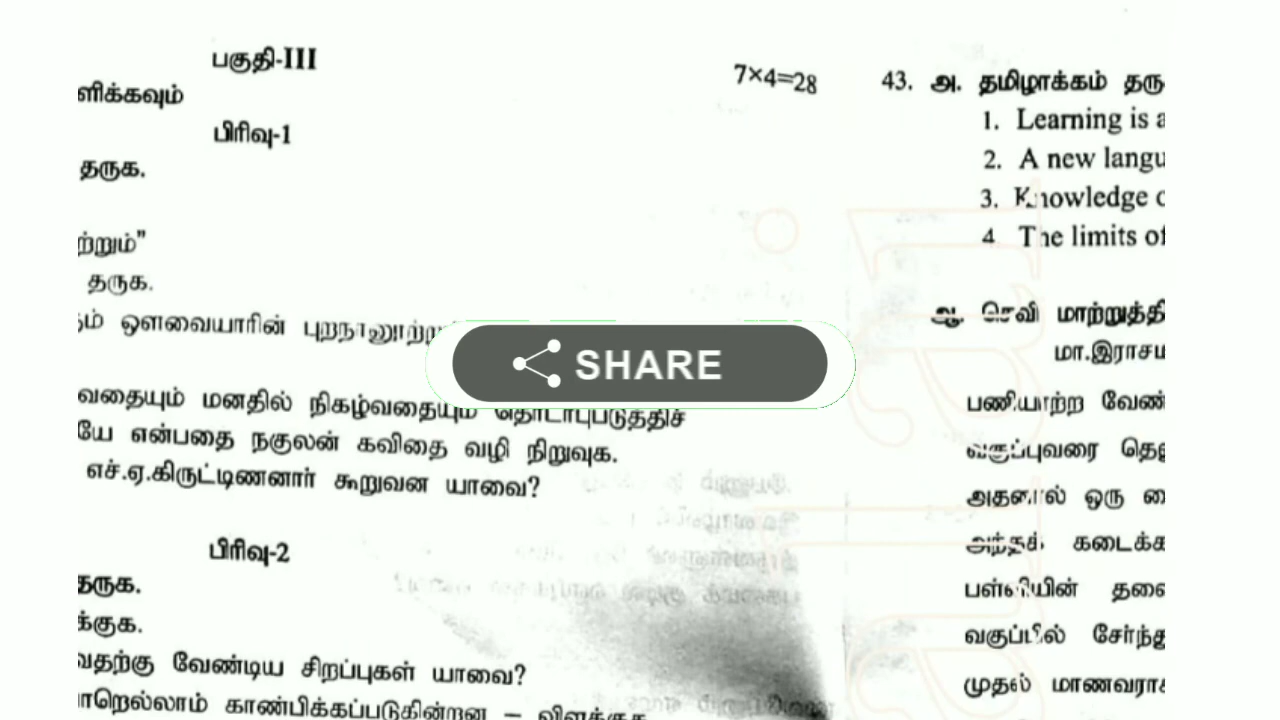 பகுதி-III
7×4=28
ளிக்கவும்
பிரிவு-1
தருக.
ற்றும்"
தருக.
ஔவையாரின் புறநானூற்று
SHARE
வதையும் மனதில் நிகழ்வதையும் தொடர்புபடுத்திச்
யே என்பதை நகுலன் கவிதை வழி நிறுவுக.
எச்.ஏ.கிருட்டிணனார் கூறுவன யாவை?
பிரிவு-2
தருக.
க்குக.
வதற்கு வேண்டிய சிறப்புகள் யாவை?
ாறெல்லாம் காண்பிக்கப்படுகின்றன – விளக்குக
43. அ. தமிழாக்கம் தரு
1. Learning is a
2. A new langu
3. Knowledge o
4 The limits of
ஆ. செவி மாற்றுத்தி
மா.இராசம
பணியாற்ற வேண்
வகுப்புவரை தெ
அதனால் ஒரு கை
அந்தக் கடைக்க
பள்ளியின் தலை
வகுப்பில் சேர்ந்து
முதல் மாணவராக